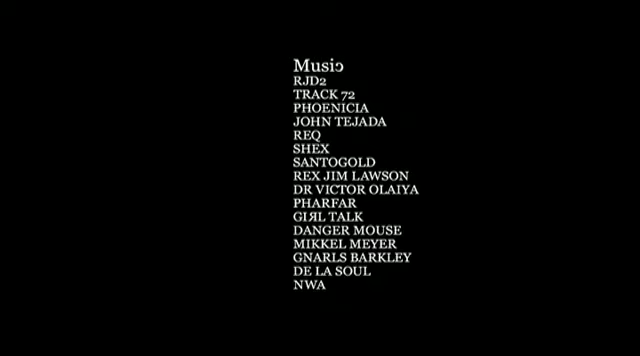 Musiɔ
RJD2
TRACK 72
PHOENICIA
JOHN TEJADA
REQ
SHEX
SANTOGOLD
REX JIM LAWSON
DR VICTOR OLAIYA
PHARFAR
GIЯL TALK
DANGER MOUSE
MIKKEL MEYER
GNARLS BARKLEY
DE LA SOUL
NWA